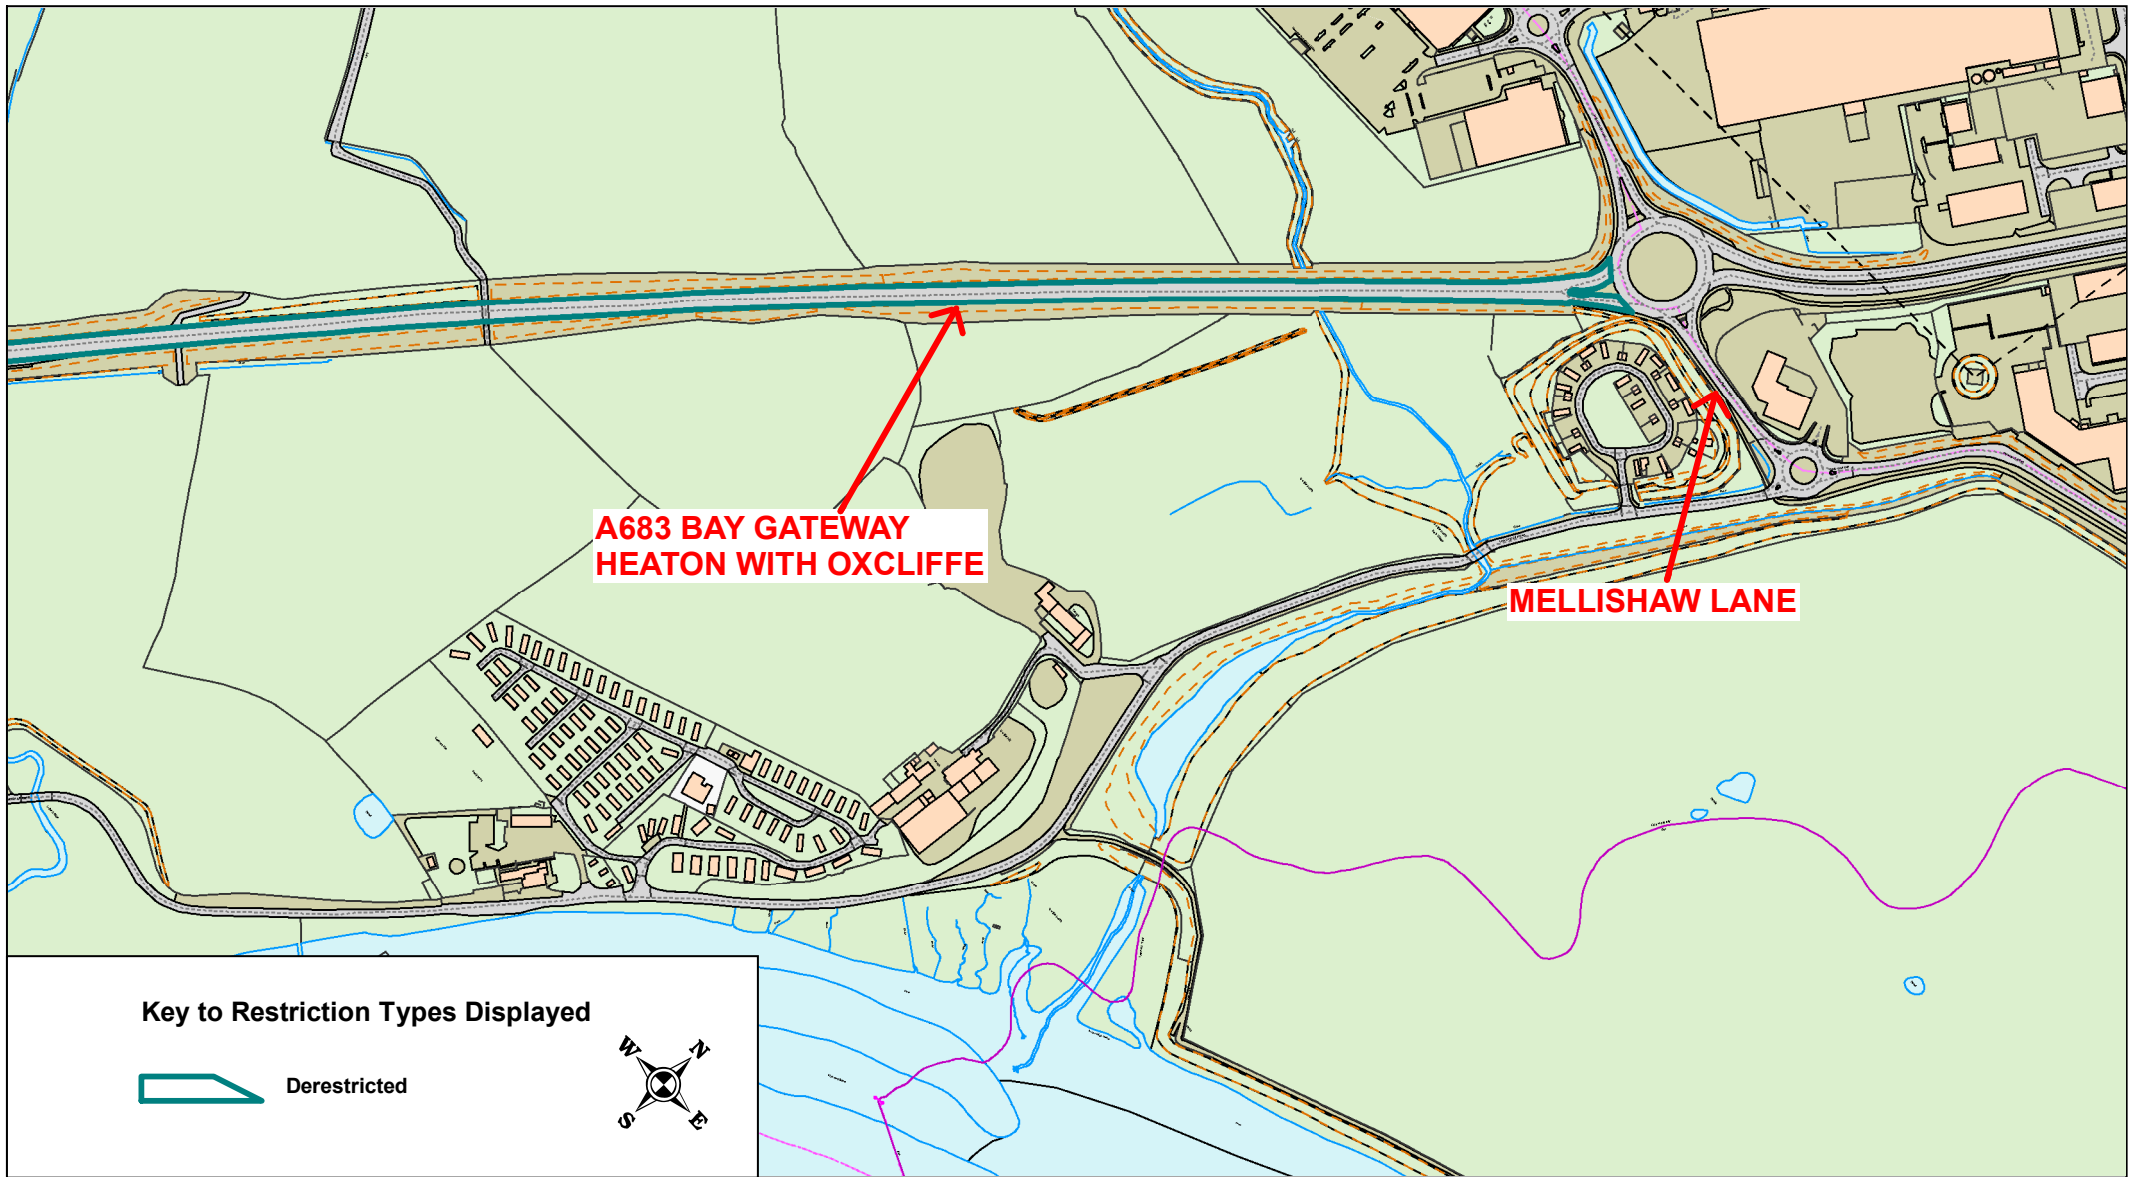 A683 BAY GATEWAY
HEATON WITH OXCLIFFE
MELLISHAW LANE
Key to Restriction Types Displayed
W N
S E
Derestricted